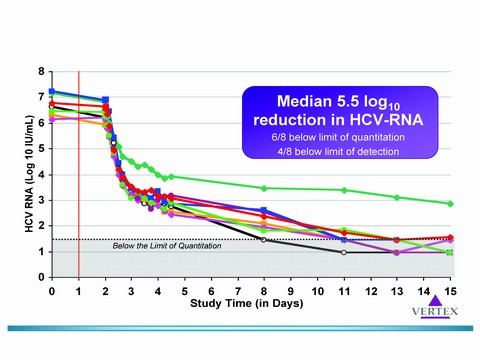 8
7
6
5
4
3
2
1
0
HCV RNA (Log 10 IU/mL)
Median 5.5 log10
reduction in HCV-RNA
6/8 below limit of quantitation
4/8 below limit of detection
Below the Limit of Quantitation
0 1 2 3 4 5 6 7 8 9 10 11 12 13 14 15
Study Time (in Days)
VERTEX